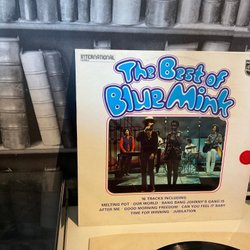 INTERNATIONAL
The Best of
Blue Mink
16 TRACKS INCLUDING
MELTING POT · OUR WORLD · BANG BANG JOHNNY'S GANG IS
AFTER ME · GOOD MORNING FREEDOM · CAN YOU FEEL IT BABY
TIME FOR WINNING · JUBILATION